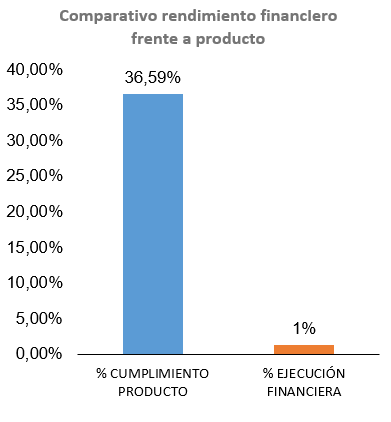 Comparativo rendimiento financlero
frente a producto
40,00%
35,00%
30,00%
25,00%
20,00%
15,00%
10,00%
5,00%
0,00%
36,59%
1%
% CUMPLIMIENTO
PRODUCTO
% EJECUCIÓN
FINANCIERA